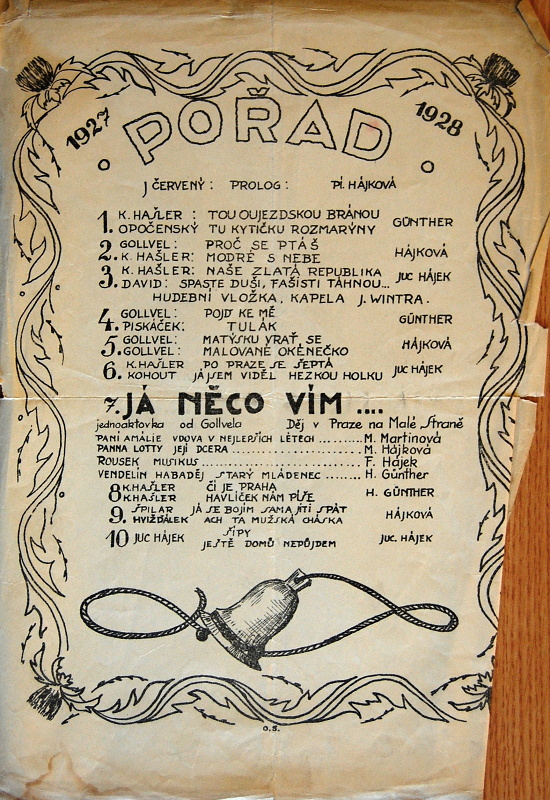 1927 POŘAD 1928
J ČERVENÝ: PROLOG: PÍ. HÁJKOVÁ
1. K. HAŠLER: TOU OUJEZDSKOU BRÁNOU
OPOČENSKÝ TU KYTIČKU ROZMARÝNY GÜNTHER
2. GOLLVEL: PROČ SE PTÁŠ
K. HAŠLER: MODRÉ S NEBE HÁJKOVÁ
3. K. HAŠLER: NAŠE ZLATÁ REPUBLIKA JUC HÁJEK
DAVID: SPASTE DUŠI, FAŠISTI TÁHNOU...
HUDEBNÍ VLOŽKA, KAPELA J. WINTRA.
4. GOLLVEL: POJĎ KE MĚ
PISKÁČEK: TULÁK GÜNTHER
5. GOLLVEL: MATÝSKU VRAŤ, SE
GOLLVEL: MALOVANÉ OKÉNEČKO HÁJKOVÁ
6. K.HAŠLER PO PRAZE SE ŠEPTÁ
KOHOUT JÁ JSEM VIDĚL HEZKOU HOLKU JUC HÁJEK
7. JÁ NĚCO VÍM ....
jednoaktovka od Gollvela Děj v Praze na Malé Straně
PANÍ AMÁLIE VDOVA V NEJLEPŠÍCH LÉTECH ......... M. Martinová
PANNA LOTTY JEJÍ DCERA ........................ M. Hájková
ROUSEK MUSIKUS ........................ F. Hájek
VENDELÍN HABADĚJ STARÝ MLÁDENEC ........ H. Günther
8 K.HAŠLER ČÍ JE PRAHA
K.HAŠLER HAVLÍČEK NÁM PÍŠE H. GÜNTHER
9. ŠPILAR JÁ SE BOJÍM SAMA JÍTI SPÁT
HVIŽĎÁLEK ACH TA MUŽSKÁ CHÁSKA HÁJKOVÁ
10 JUC HÁJEK ŠÍPY
JEŠTĚ DOMŮ NEPŮJDEM JUC. HÁJEK
O.S.